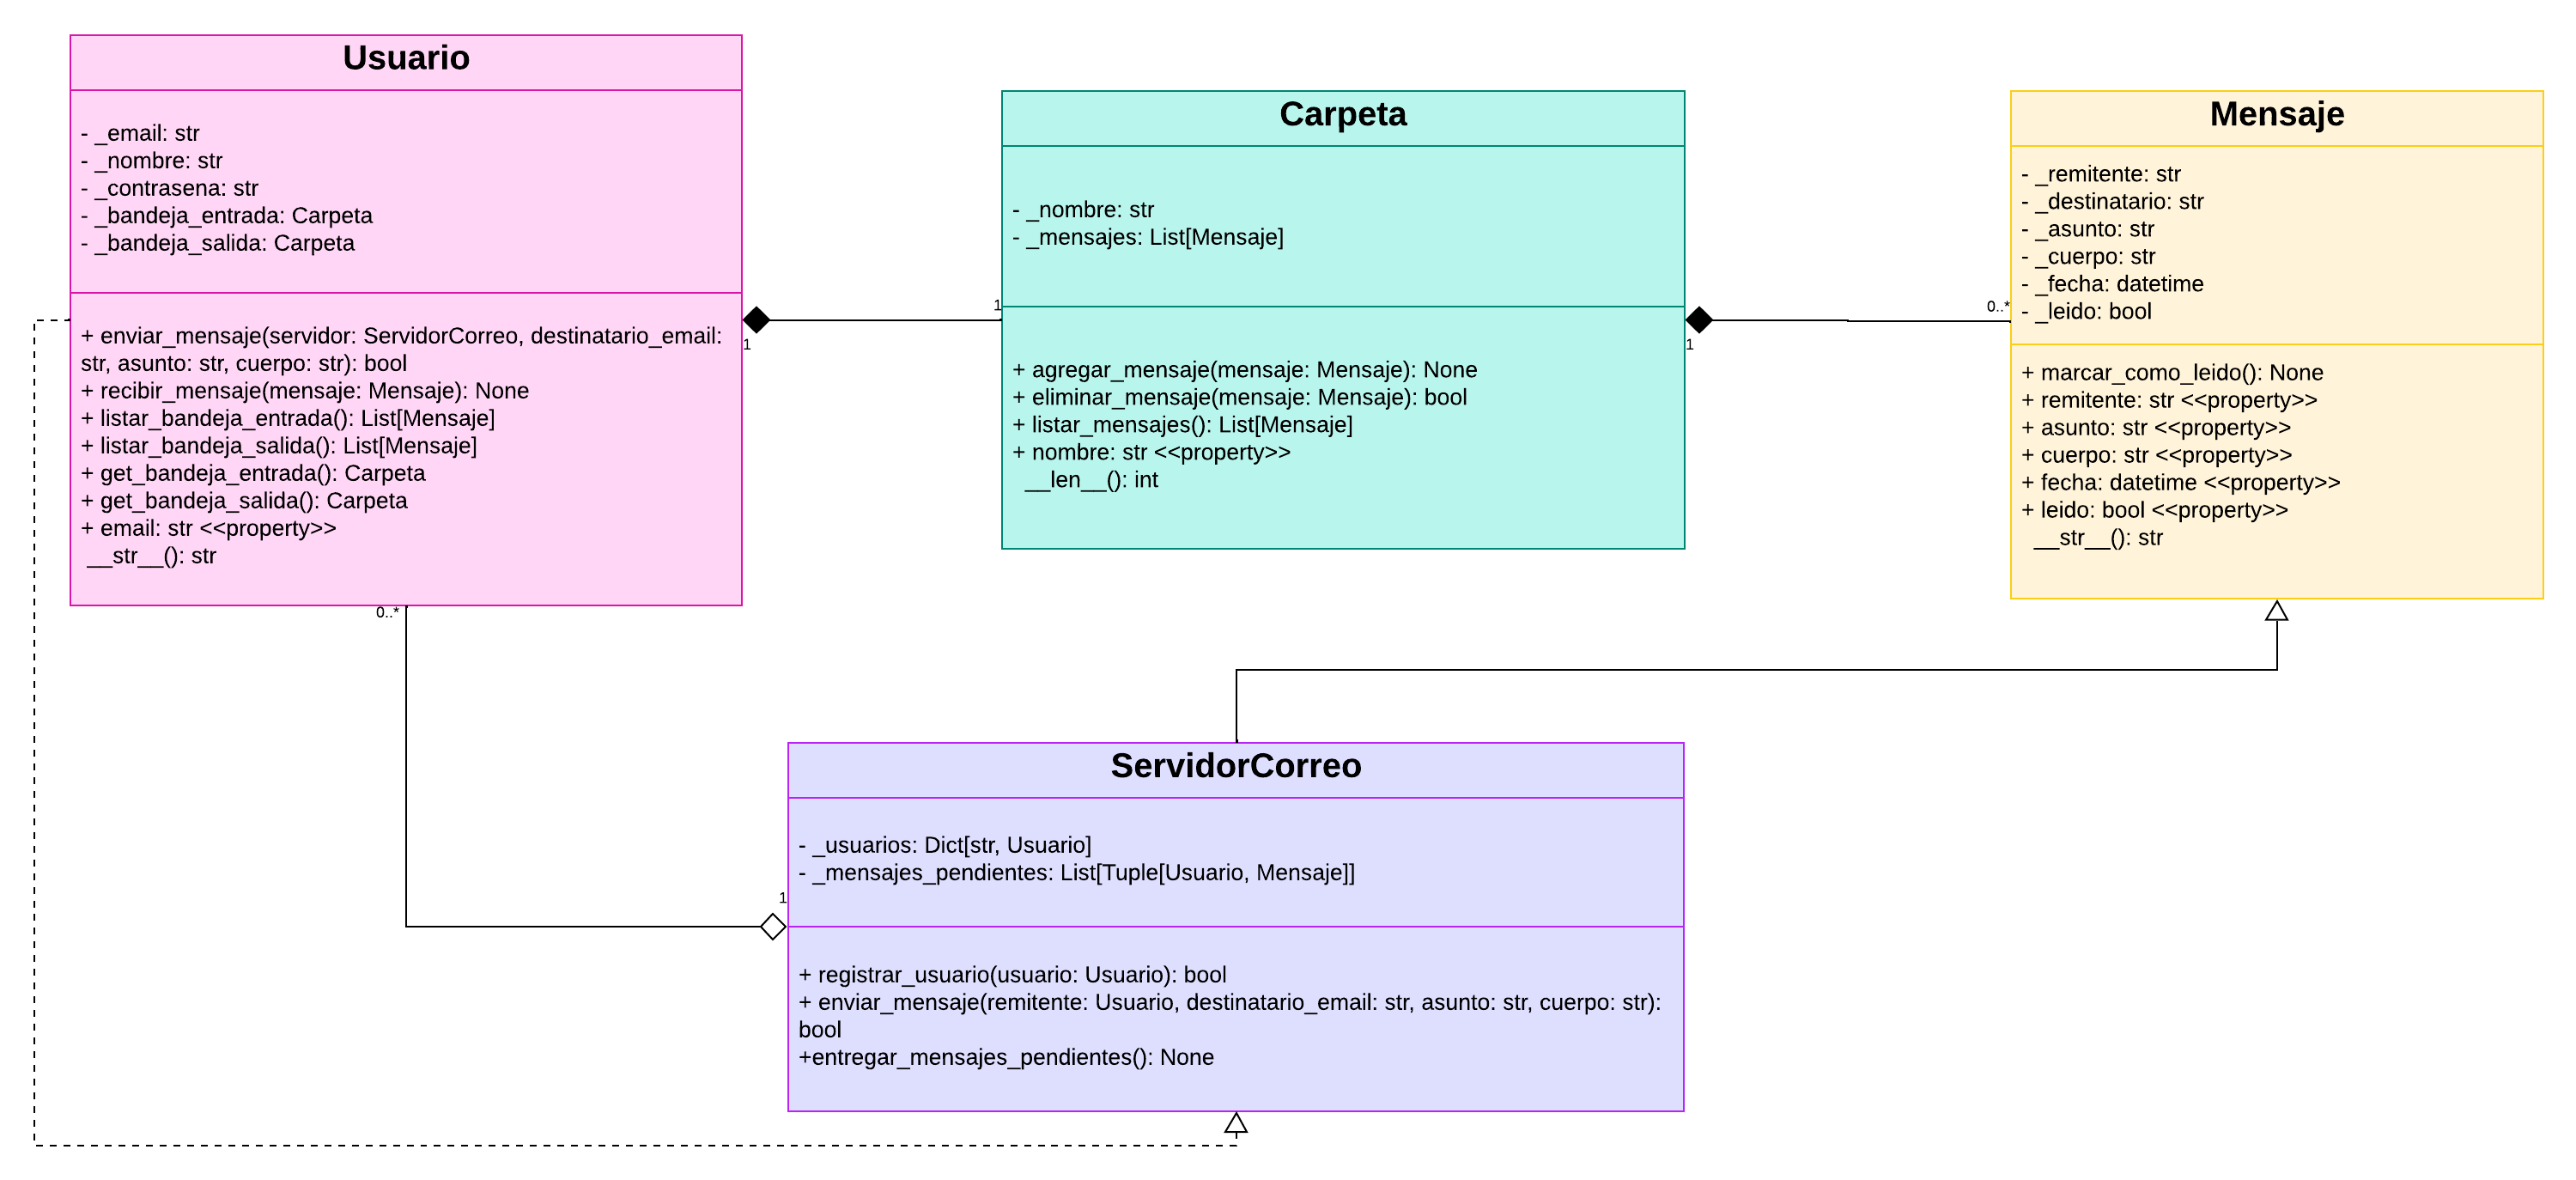 Usuario
- _email: str
- _nombre: str
- _contrasena: str
- _bandeja_entrada: Carpeta
- _bandeja_salida: Carpeta
+ enviar_mensaje(servidor: ServidorCorreo, destinatario_email:
str, asunto: str, cuerpo: str): bool
+ recibir_mensaje(mensaje: Mensaje): None
+ listar_bandeja_entrada(): List[Mensaje]
+ listar_bandeja_salida(): List[Mensaje]
+ get_bandeja_entrada(): Carpeta
+ get_bandeja_salida(): Carpeta
+ email: str <<property>>
__str__(): str
1
1
Carpeta
- _nombre: str
- _mensajes: List[Mensaje]
+ agregar_mensaje(mensaje: Mensaje): None
+ eliminar_mensaje(mensaje: Mensaje): bool
+ listar_mensajes(): List[Mensaje]
+ nombre: str <<property>>
__len__(): int
1
0..*
Mensaje
- _remitente: str
- _destinatario: str
- _asunto: str
- _cuerpo: str
- _fecha: datetime
- _leido: bool
+ marcar_como_leido(): None
+ remitente: str <<property>>
+ asunto: str <<property>>
+ cuerpo: str <<property>>
+ fecha: datetime <<property>>
+ leido: bool <<property>>
__str__(): str
0..*
1
ServidorCorreo
- _usuarios: Dict[str, Usuario]
- _mensajes_pendientes: List[Tuple[Usuario, Mensaje]]
+ registrar_usuario(usuario: Usuario): bool
+ enviar_mensaje(remitente: Usuario, destinatario_email: str, asunto: str, cuerpo: str):
bool
+entregar_mensajes_pendientes(): None